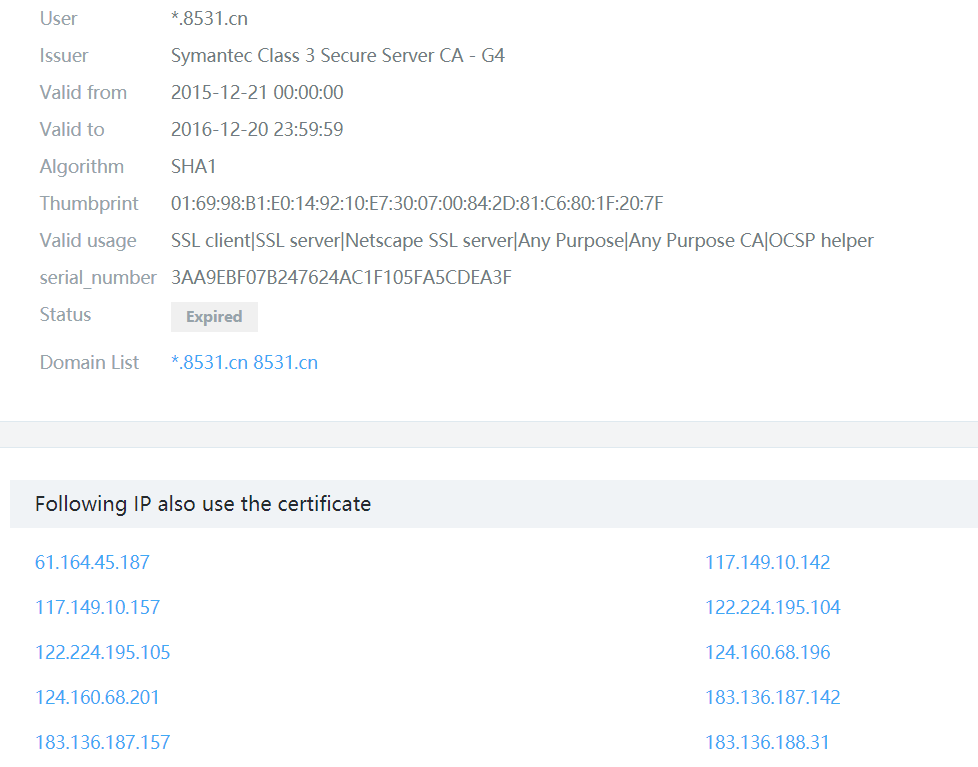 User *.8531.cn
Issuer Symantec Class 3 Secure Server CA - G4
Valid from 2015-12-21 00:00:00
Valid to 2016-12-20 23:59:59
Algorithm SHA1
Thumbprint 01:69:98:B1:E0:14:92:10:E7:30:07:00:84:2D:81:C6:80:1F:20:7F
Valid usage SSL client|SSL server|Netscape SSL server|Any Purpose|Any Purpose CA|OCSP helper
serial_number 3AA9EBF07B247624AC1F105FA5CDEA3F
Status Expired
Domain List *.8531.cn 8531.cn
Following IP also use the certificate
61.164.45.187 117.149.10.142
117.149.10.157 122.224.195.104
122.224.195.105 124.160.68.196
124.160.68.201 183.136.187.142
183.136.187.157 183.136.188.31